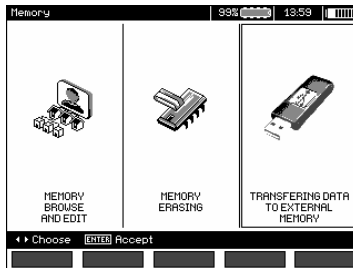 Memory 99% 13:59
MEMORY
BROWSE
AND EDIT
MEMORY
ERASING
TRANSFERING DATA
TO EXTERNAL
MEMORY
Choose ENTER Accept